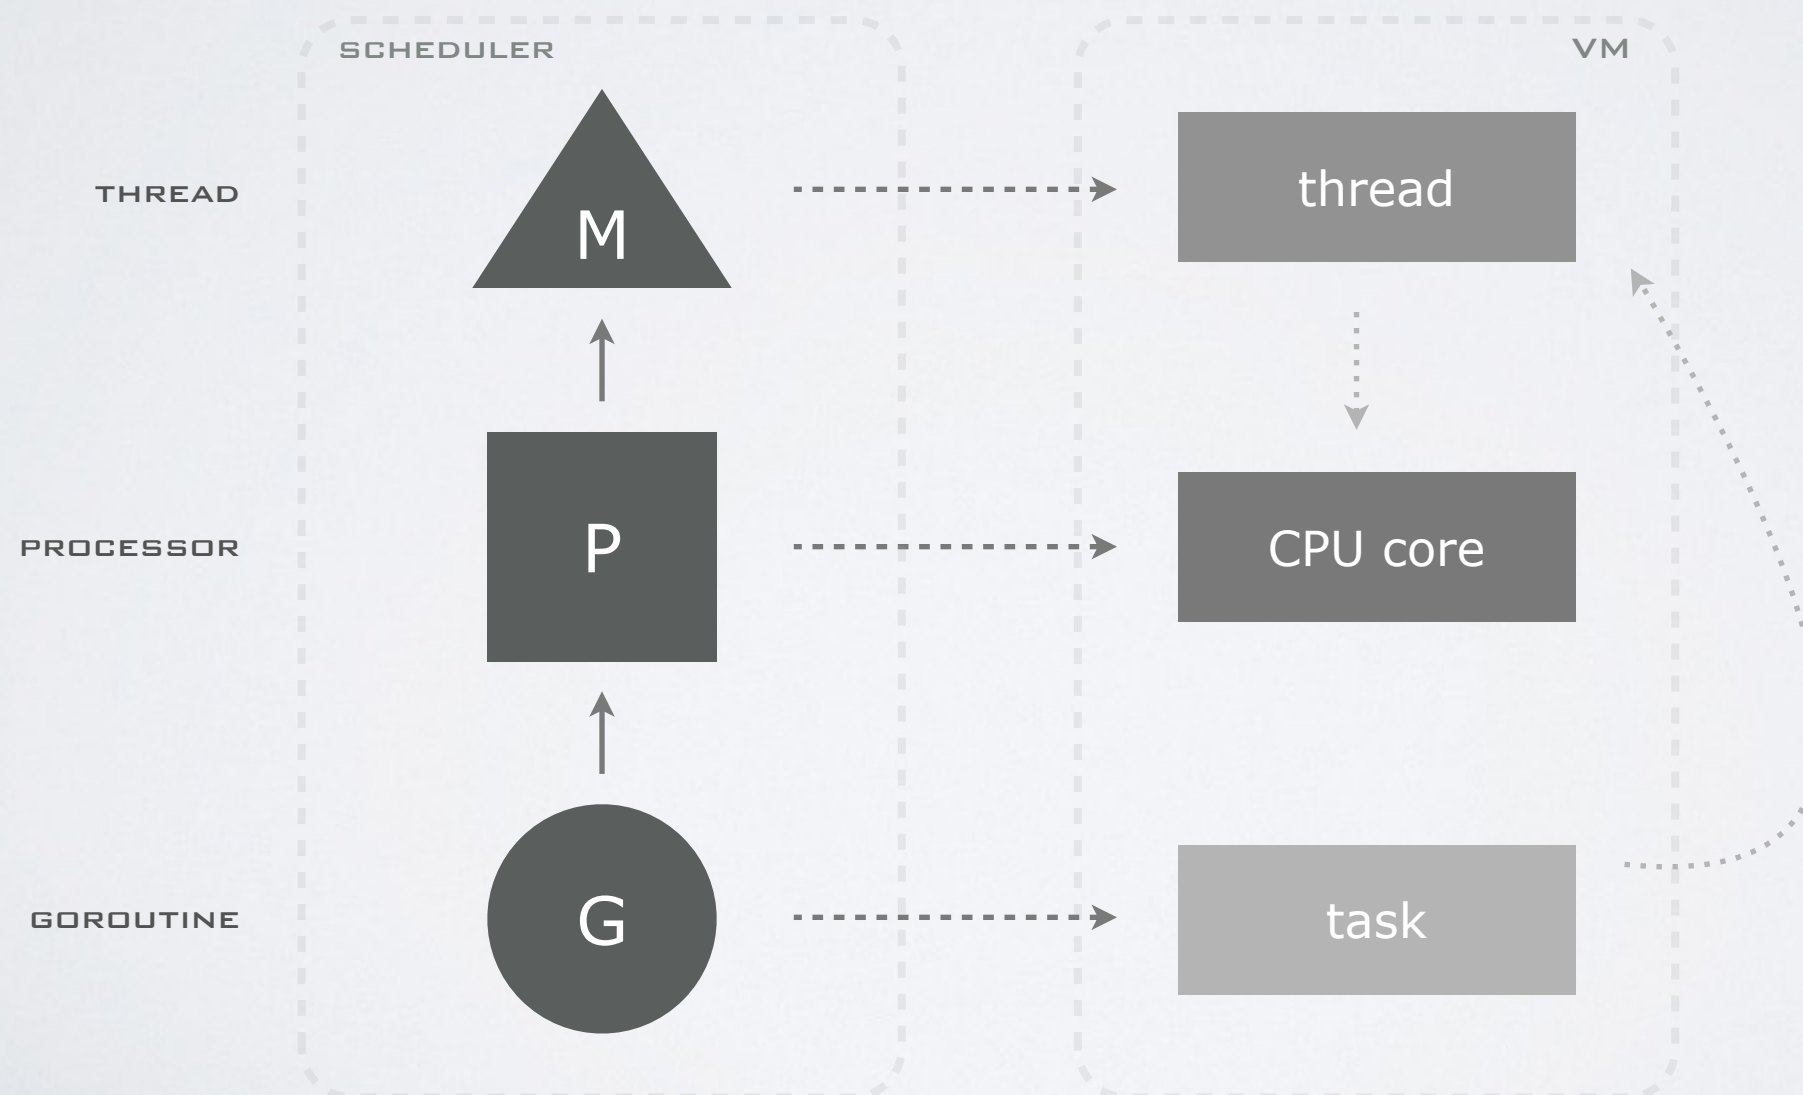 SCHEDULER
VM
THREAD
M
thread
PROCESSOR
P
CPU core
GOROUTINE
G
task